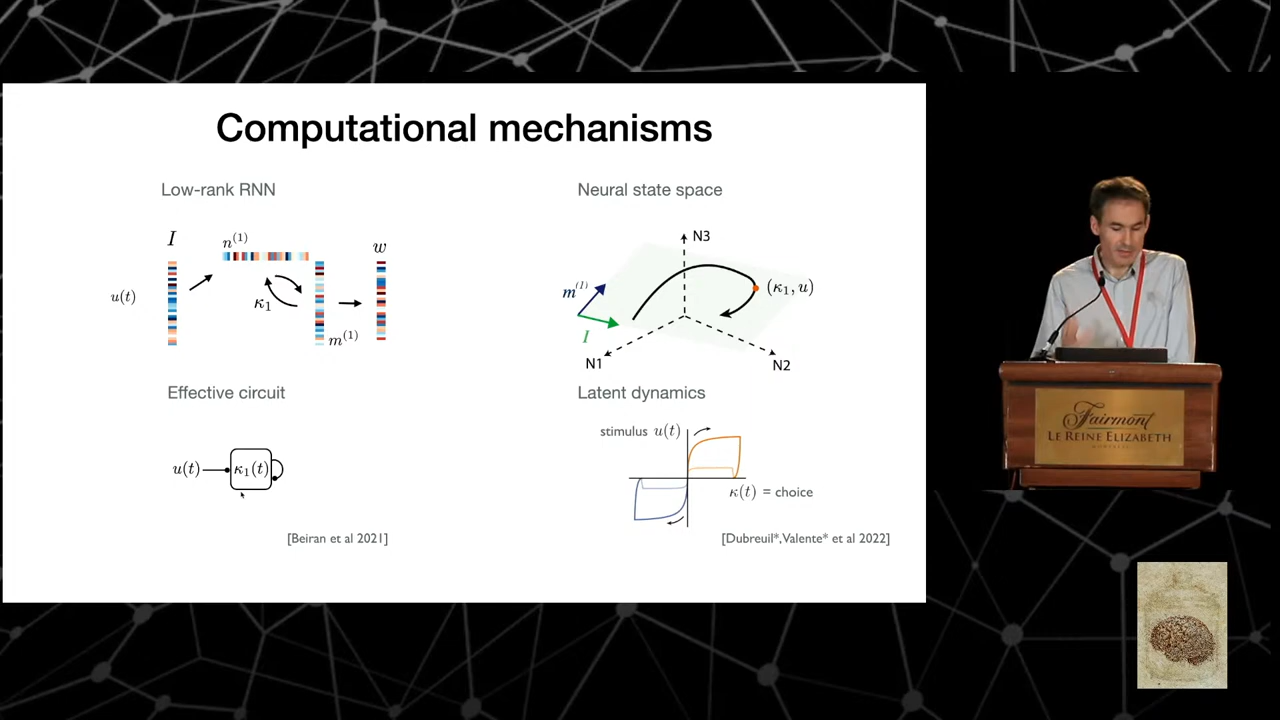 Computational mechanisms
Low-rank RNN
I
n(1)
w
u(t)
κ1
m(1)
Neural state space
N3
m(1)
(κ1, u)
I
N1
N2
Effective circuit
u(t)
κ1(t)
[Beiran et al 2021]
Latent dynamics
stimulus u(t)
κ(t) = choice
[Dubreuil*,Valente* et al 2022]
Fairmont
LE REINE ELIZABETH